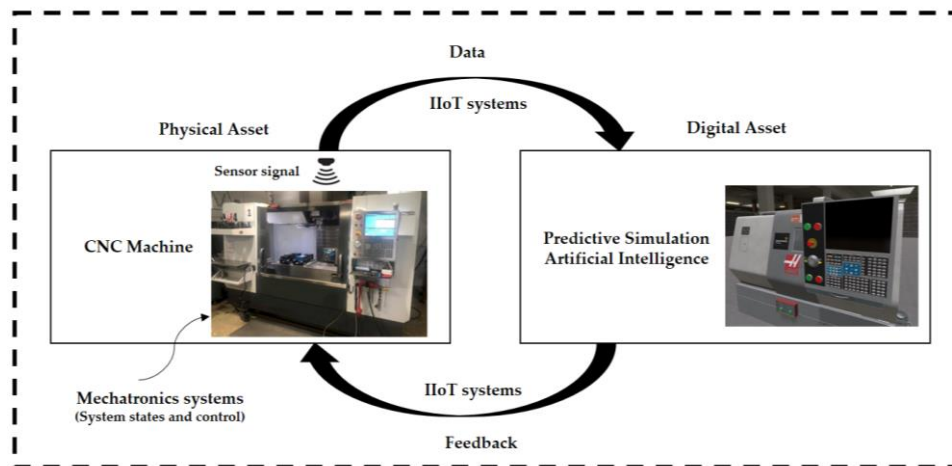 Data
IIoT systems
Physical Asset
Digital Asset
Sensor signal
CNC Machine
Predictive Simulation
Artificial Intelligence
Mechatronics systems
(System states and control)
IIoT systems
Feedback